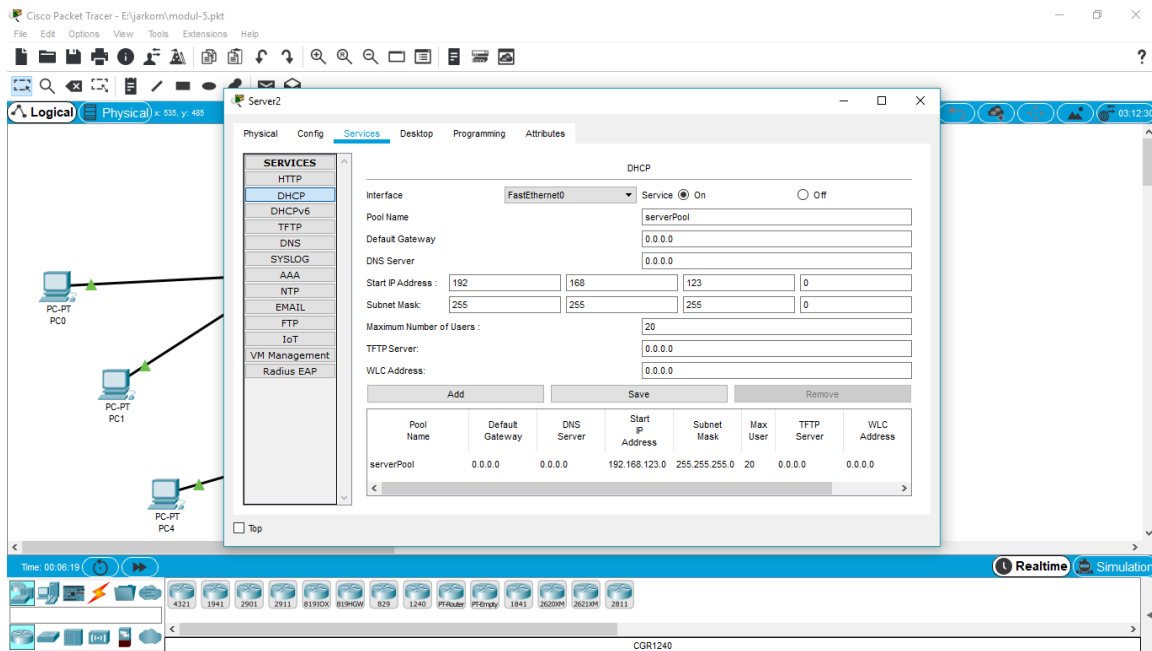 Cisco Packet Tracer - E:\jarkom\modul-5.pkt
File Edit Options View Tools Extensions Help
?
Logical
Physical x: 535, y: 485
03:12:30
Server2
Physical Config Services Desktop Programming Attributes
SERVICES
HTTP
DHCP
DHCPv6
TFTP
DNS
SYSLOG
AAA
NTP
EMAIL
FTP
IoT
VM Management
Radius EAP
DHCP
Interface FastEthernet0 Service On Off
Pool Name serverPool
Default Gateway 0.0.0.0
DNS Server 0.0.0.0
Start IP Address : 192 168 123 0
Subnet Mask: 255 255 255 0
Maximum Number of Users : 20
TFTP Server: 0.0.0.0
WLC Address: 0.0.0.0
Add Save Remove
Pool Name Default Gateway DNS Server Start IP Address Subnet Mask Max User TFTP Server WLC Address
serverPool 0.0.0.0 0.0.0.0 192.168.123.0 255.255.255.0 20 0.0.0.0 0.0.0.0
Top
PC-PT
PC0
PC-PT
PC1
PC-PT
PC4
Time: 00:06:19
Realtime Simulation
4321 1941 2901 2911 819IOX 819HGW 829 1240 PT-Router PT-Empty 1841 2620XM 2621XM 2811
CGR1240